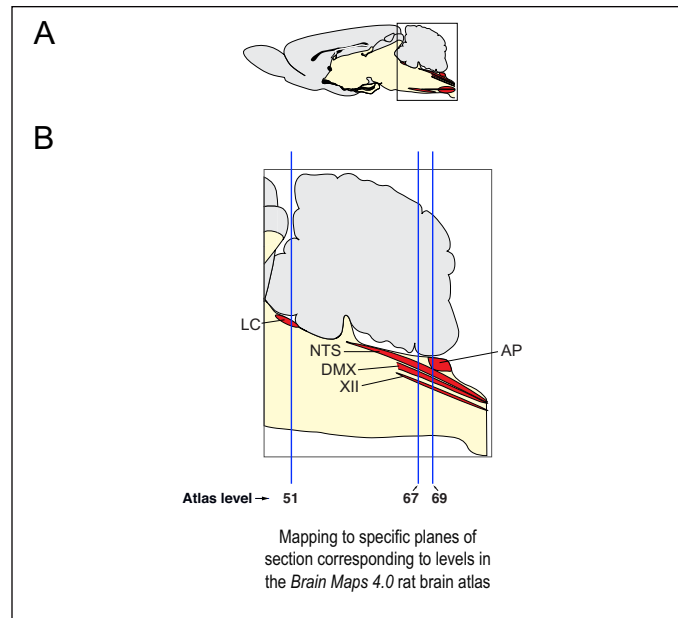 A
B
LC
NTS
AP
DMX
XII
Atlas level → 51 67 69
Mapping to specific planes of
section corresponding to levels in
the Brain Maps 4.0 rat brain atlas